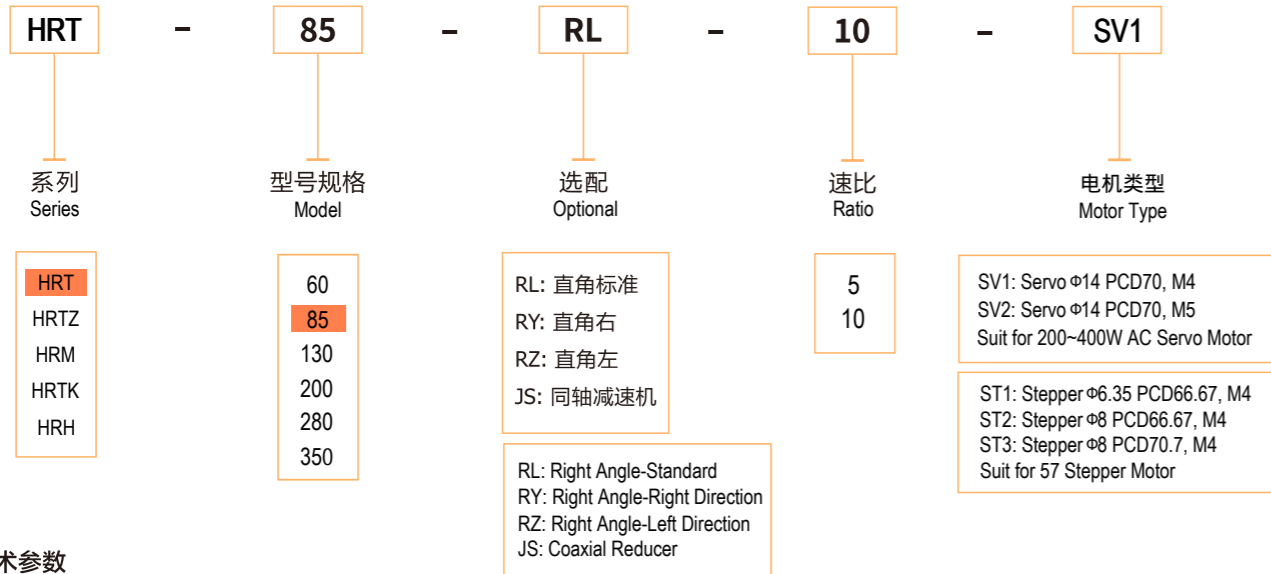 HRT - 85 - RL - 10 - SV1
系列
Series
型号规格
Model
选配
Optional
速比
Ratio
电机类型
Motor Type
HRT
HRTZ
HRM
HRTK
HRH
60
85
130
200
280
350
RL: 直角标准
RY: 直角右
RZ: 直角左
JS: 同轴减速机
RL: Right Angle-Standard
RY: Right Angle-Right Direction
RZ: Right Angle-Left Direction
JS: Coaxial Reducer
5
10
SV1: Servo Φ14 PCD70, M4
SV2: Servo Φ14 PCD70, M5
Suit for 200~400W AC Servo Motor
ST1: Stepper Φ6.35 PCD66.67, M4
ST2: Stepper Φ8 PCD66.67, M4
ST3: Stepper Φ8 PCD70.7, M4
Suit for 57 Stepper Motor
术参数